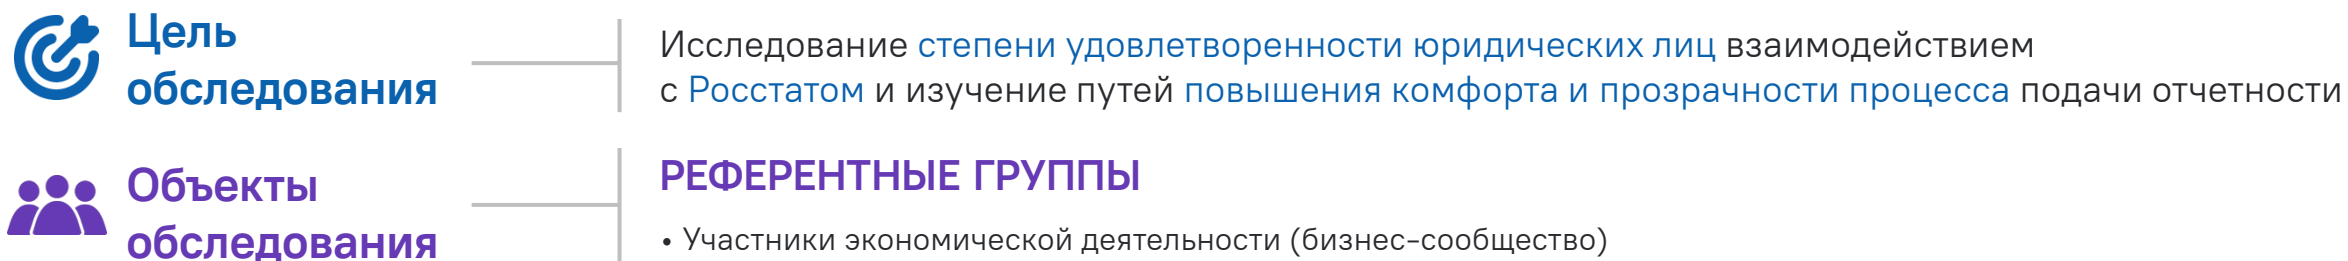 Цель
обследования
Исследование степени удовлетворенности юридических лиц взаимодействием
с Росстатом и изучение путей повышения комфорта и прозрачности процесса подачи отчетности
Объекты
обследования
РЕФЕРЕНТНЫЕ ГРУППЫ
• Участники экономической деятельности (бизнес-сообщество)